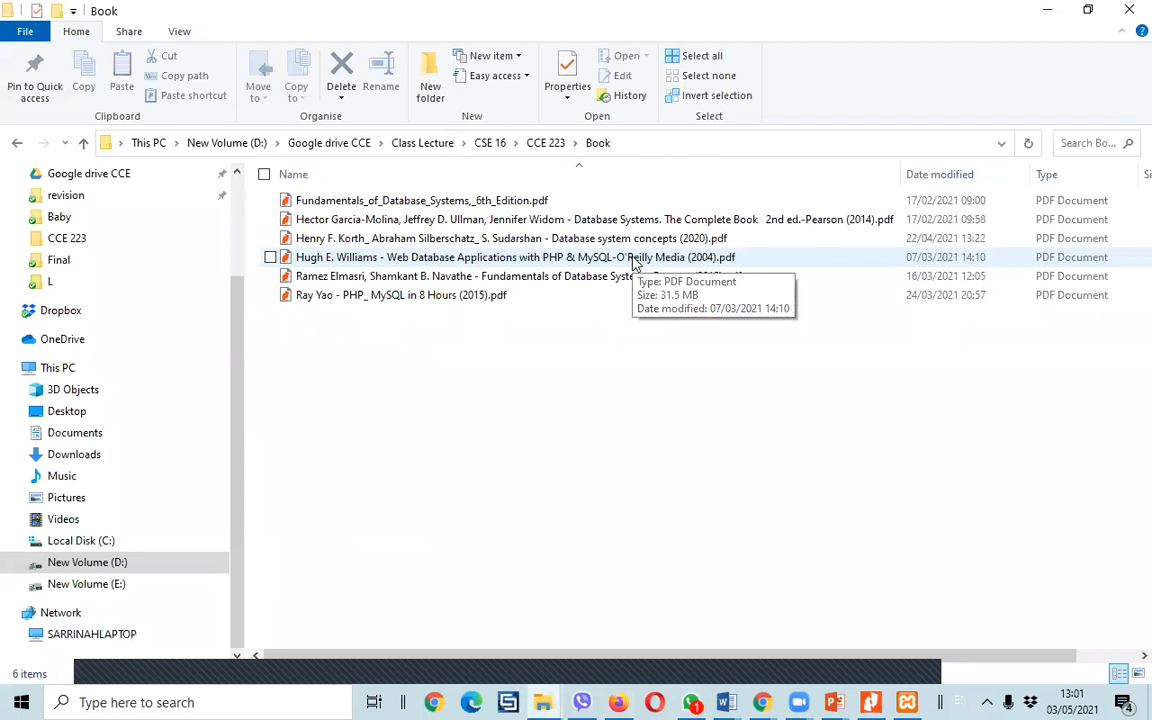 Book
File Home Share View
Pin to Quick access
Copy
Paste
Cut
Copy path
Paste shortcut
Clipboard
Move to
Copy to
Delete
Rename
Organise
New folder
New item
Easy access
New
Properties
Open
Edit
History
Open
Select all
Select none
Invert selection
Select
This PC > New Volume (D:) > Google drive CCE > Class Lecture > CSE 16 > CCE 223 > Book
Search Bo...
Google drive CCE
revision
Baby
CCE 223
Final
L
Dropbox
OneDrive
This PC
3D Objects
Desktop
Documents
Downloads
Music
Pictures
Videos
Local Disk (C:)
New Volume (D:)
New Volume (E:)
Network
SARRINAHLAPTOP
Name Date modified Type Si
Fundamentals_of_Database_Systems,_6th_Edition.pdf 17/02/2021 09:00 PDF Document
Hector Garcia-Molina, Jeffrey D. Ullman, Jennifer Widom - Database Systems. The Complete Book 2nd ed.-Pearson (2014).pdf 17/02/2021 09:58 PDF Document
Henry F. Korth_ Abraham Silberschatz_ S. Sudarshan - Database system concepts (2020).pdf 22/04/2021 13:22 PDF Document
Hugh E. Williams - Web Database Applications with PHP & MySQL-O'Reilly Media (2004).pdf 07/03/2021 14:10 PDF Document
Ramez Elmasri, Shamkant B. Navathe - Fundamentals of Database 16/03/2021 12:05 PDF Document
Ray Yao - PHP_ MySQL in 8 Hours (2015).pdf 24/03/2021 20:57 PDF Document
Type: PDF Document
Size: 31.5 MB
Date modified: 07/03/2021 14:10
6 items
Type here to search
1
13:01
03/05/2021
4